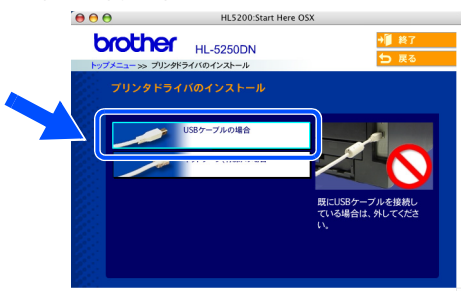 HL5200:Start Here OSX
brother
HL-5250DN
終了
トップメニュー >> プリンタドライバのインストール
戻る
プリンタドライバのインストール
USBケーブルの場合
既にUSBケーブルを接続し
ている場合は、外してくださ
い。